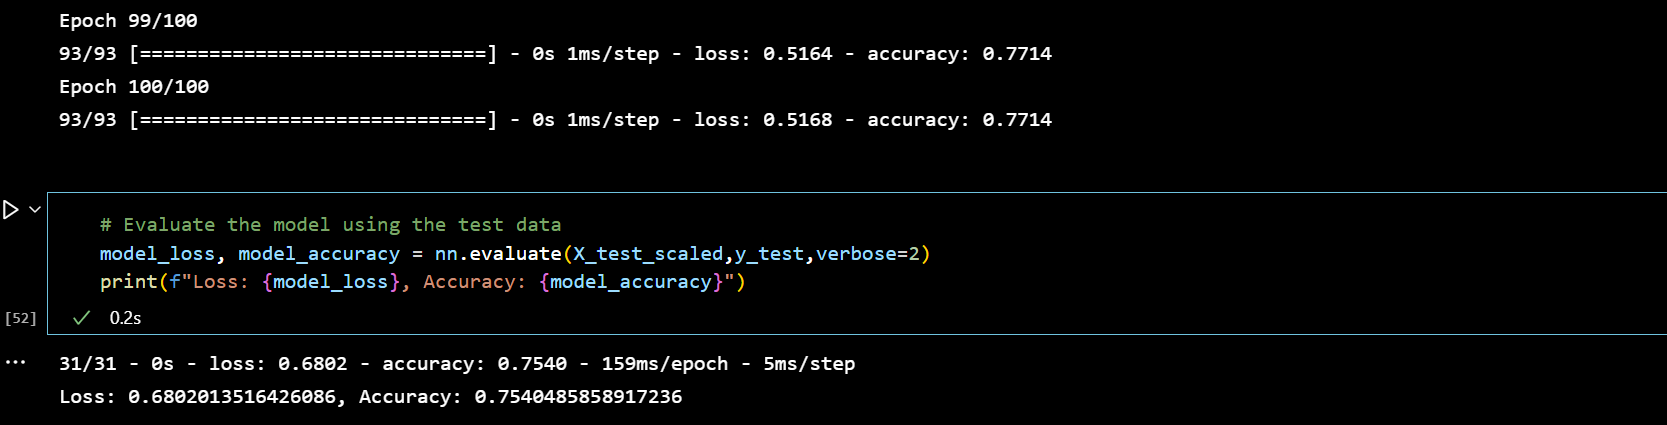 Epoch 99/100
93/93 [==============================] - 0s 1ms/step - loss: 0.5164 - accuracy: 0.7714
Epoch 100/100
93/93 [==============================] - 0s 1ms/step - loss: 0.5168 - accuracy: 0.7714
# Evaluate the model using the test data
model_loss, model_accuracy = nn.evaluate(X_test_scaled,y_test,verbose=2)
print(f"Loss: {model_loss}, Accuracy: {model_accuracy}")
[52] 0.2s
31/31 - 0s - loss: 0.6802 - accuracy: 0.7540 - 159ms/epoch - 5ms/step
Loss: 0.6802013516426086, Accuracy: 0.7540485858917236